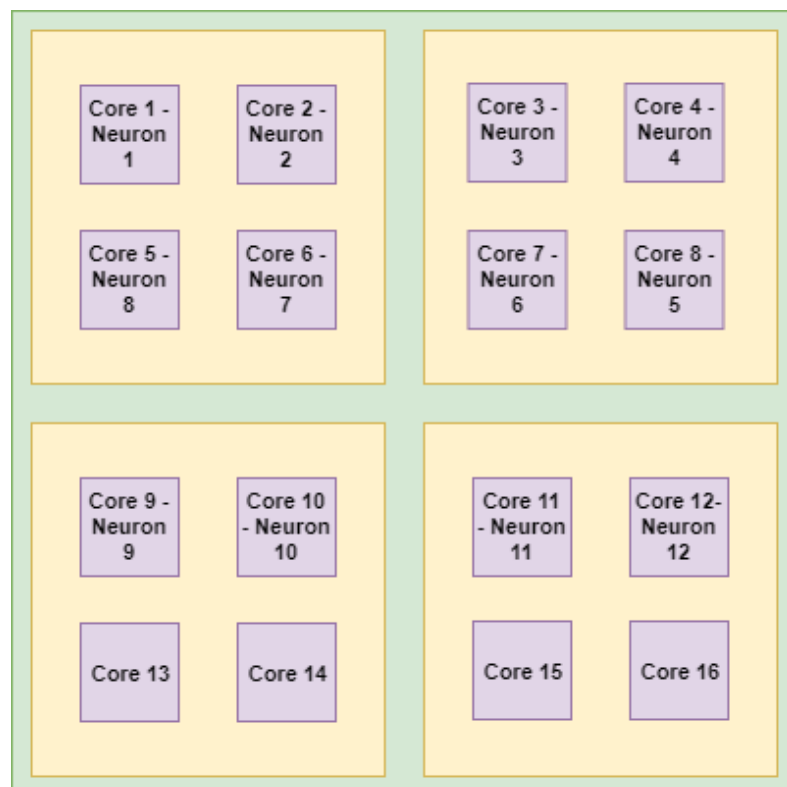 Core 1 -
Neuron
1
Core 2 -
Neuron
2
Core 3 -
Neuron
3
Core 4 -
Neuron
4
Core 5 -
Neuron
8
Core 6 -
Neuron
7
Core 7 -
Neuron
6
Core 8 -
Neuron
5
Core 9 -
Neuron
9
Core 10
- Neuron
10
Core 11
- Neuron
11
Core 12-
Neuron
12
Core 13
Core 14
Core 15
Core 16